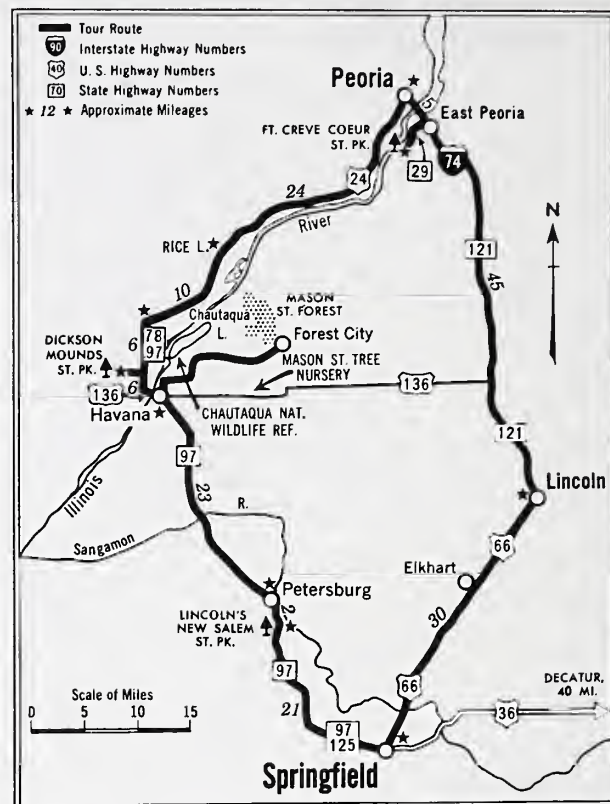 Tour Route
90 Interstate Highway Numbers
40 U. S. Highway Numbers
70 State Highway Numbers
★ 12 ★ Approximate Mileages
Peoria
5
East Peoria
FT. CREVE COEUR
ST. PK.
29
74
24
24
River
N
121
45
RICE L.
10
MASON
ST. FOREST
Chautaqua
L.
Forest City
6
78
97
DICKSON
MOUNDS
ST. PK.
MASON ST. TREE
NURSERY
136
6
136
Havana
CHAUTAQUA NAT.
WILDLIFE REF.
121
97
Illinois
23
Lincoln
R.
Sangamon
66
Elkhart
Petersburg
2
30
LINCOLN'S
NEW SALEM
ST. PK.
97
66
DECATUR,
40 MI.
Scale of Miles
0 5 10 15
21
97
125
36
Springfield